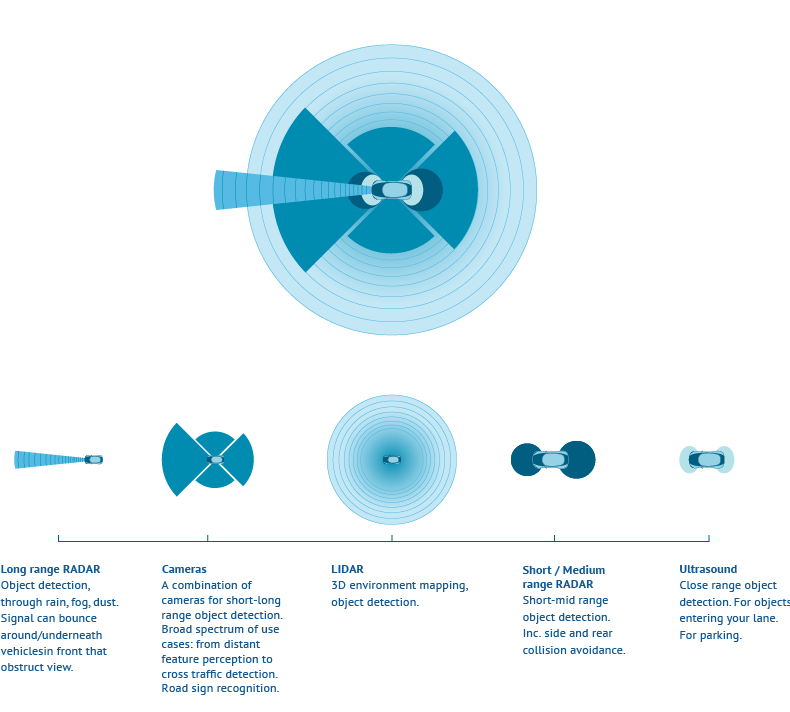 Long range RADAR
Object detection,
through rain, fog, dust.
Signal can bounce
around/underneath
vehiclesin front that
obstruct view.
Cameras
A combination of
cameras for short-long
range object detection.
Broad spectrum of use
cases: from distant
feature perception to
cross traffic detection.
Road sign recognition.
LIDAR
3D environment mapping,
object detection.
Short / Medium
range RADAR
Short-mid range
object detection.
Inc. side and rear
collision avoidance.
Ultrasound
Close range object
detection. For objects
entering your lane.
For parking.